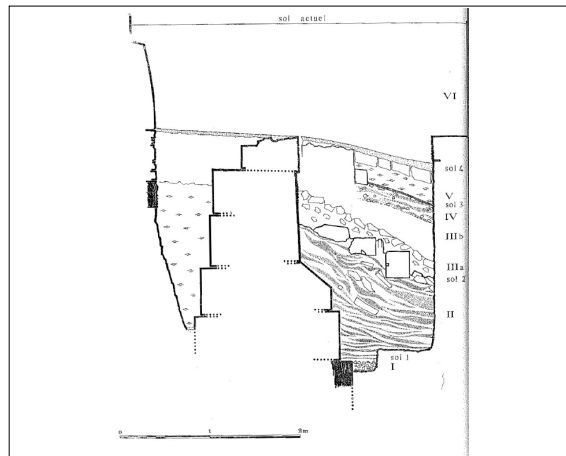 sol actuel
VI
sol 4
V
sol 3
IV
III b
III a
sol 2
II
sol 1
I
0 1 2m